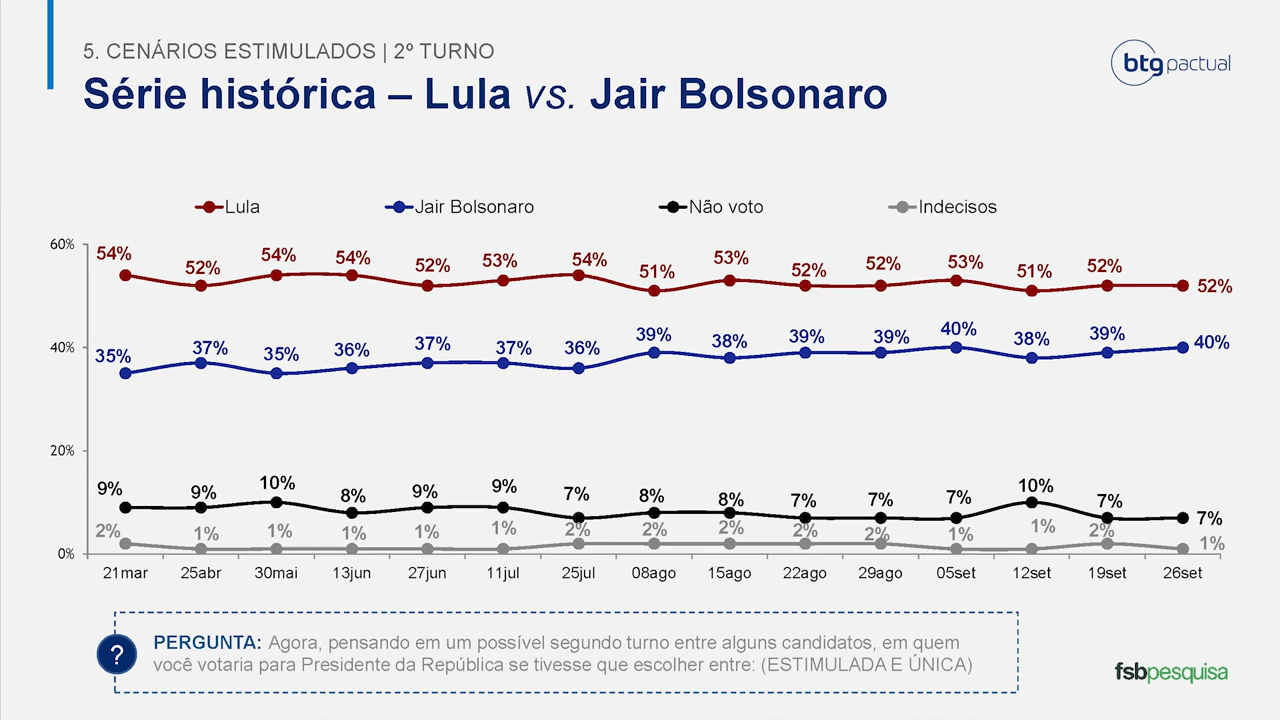 5. CENÁRIOS ESTIMULADOS | 2º TURNO
Série histórica – Lula vs. Jair Bolsonaro
btg pactual
Lula Jair Bolsonaro Não voto Indecisos
60%
54% 52% 54% 54% 52% 53% 54% 51% 53% 52% 52% 53% 51% 52% 52%
40%
35% 37% 35% 36% 37% 37% 36% 39% 38% 39% 39% 40% 38% 39% 40%
20%
9% 9% 10% 8% 9% 9% 7% 8% 8% 7% 7% 7% 10% 7% 7%
2% 1% 1% 1% 1% 1% 2% 2% 2% 2% 2% 1% 1% 2% 1%
0%
21mar 25abr 30mai 13jun 27jun 11jul 25jul 08ago 15ago 22ago 29ago 05set 12set 19set 26set
?
PERGUNTA: Agora, pensando em um possível segundo turno entre alguns candidatos, em quem
você votaria para Presidente da República se tivesse que escolher entre: (ESTIMULADA E ÚNICA)
fsbpesquisa